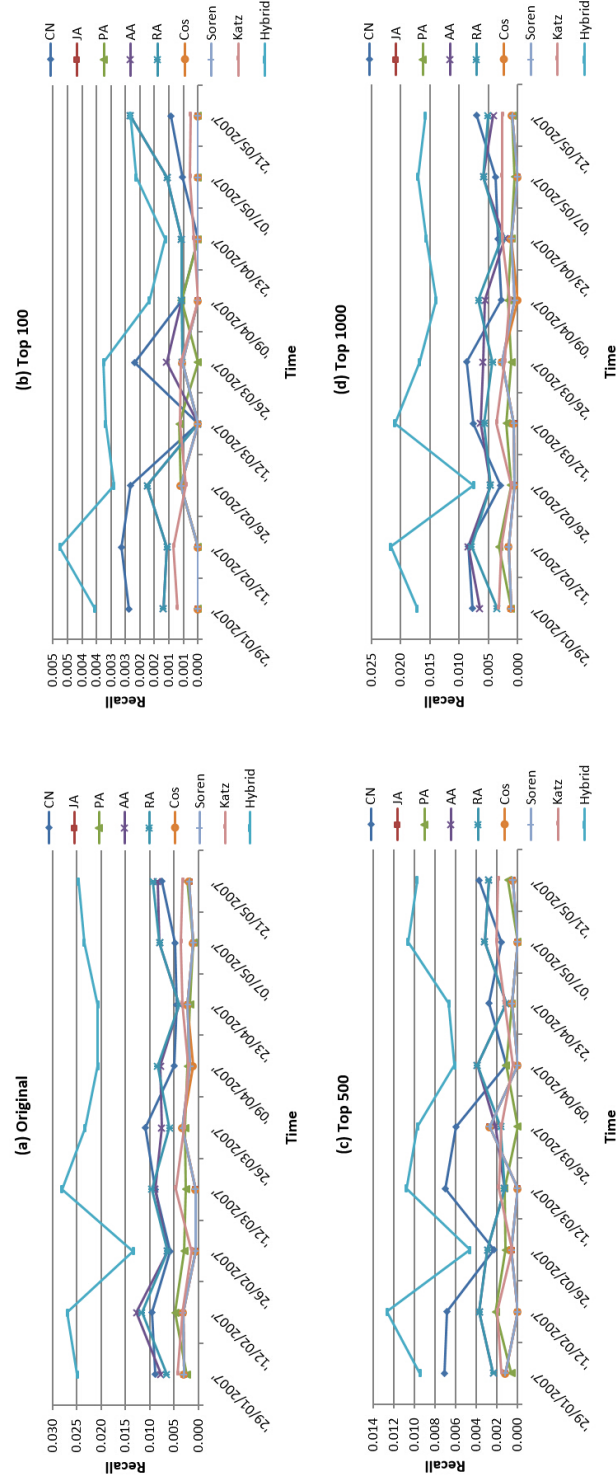 (a) Original
Recall
0.030
0.025
0.020
0.015
0.010
0.005
0.000
'29/01/2007'
'12/02/2007'
'26/02/2007'
'12/03/2007'
'26/03/2007'
'09/04/2007'
'23/04/2007'
'07/05/2007'
'21/05/2007'
Time
CN
JA
PA
AA
RA
Cos
Soren
Katz
Hybrid
(b) Top 100
Recall
0.005
0.005
0.004
0.004
0.003
0.003
0.002
0.002
0.001
0.001
0.000
'29/01/2007'
'12/02/2007'
'26/02/2007'
'12/03/2007'
'26/03/2007'
'09/04/2007'
'23/04/2007'
'07/05/2007'
'21/05/2007'
Time
CN
JA
PA
AA
RA
Cos
Soren
Katz
Hybrid
(c) Top 500
Recall
0.014
0.012
0.010
0.008
0.006
0.004
0.002
0.000
'29/01/2007'
'12/02/2007'
'26/02/2007'
'12/03/2007'
'26/03/2007'
'09/04/2007'
'23/04/2007'
'07/05/2007'
'21/05/2007'
Time
CN
JA
PA
AA
RA
Cos
Soren
Katz
Hybrid
(d) Top 1000
Recall
0.025
0.020
0.015
0.010
0.005
0.000
'29/01/2007'
'12/02/2007'
'26/02/2007'
'12/03/2007'
'26/03/2007'
'09/04/2007'
'23/04/2007'
'07/05/2007'
'21/05/2007'
Time
CN
JA
PA
AA
RA
Cos
Soren
Katz
Hybrid